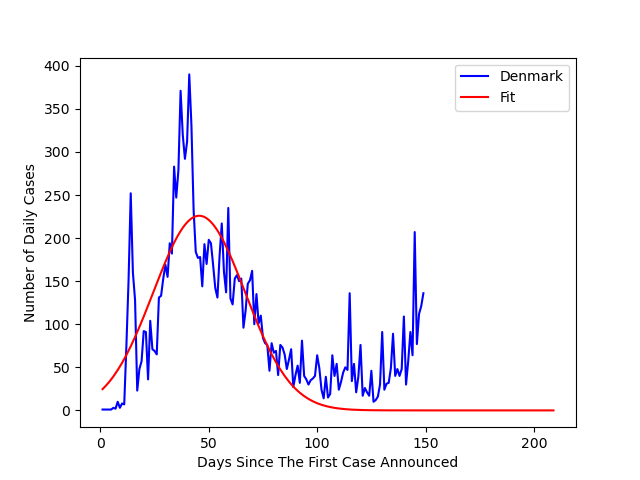 Denmark
Fit
Number of Daily Cases
400
350
300
250
200
150
100
50
0
0 50 100 150 200
Days Since The First Case Announced